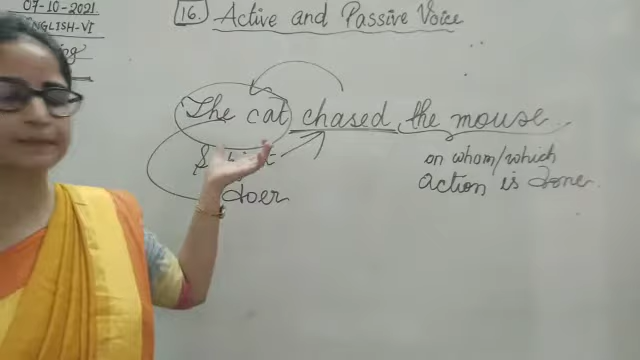 07-10-2021
ENGLISH-VI
16. Active and Passive Voice
The cat chased the mouse.
on whom/which
action is done.
doer